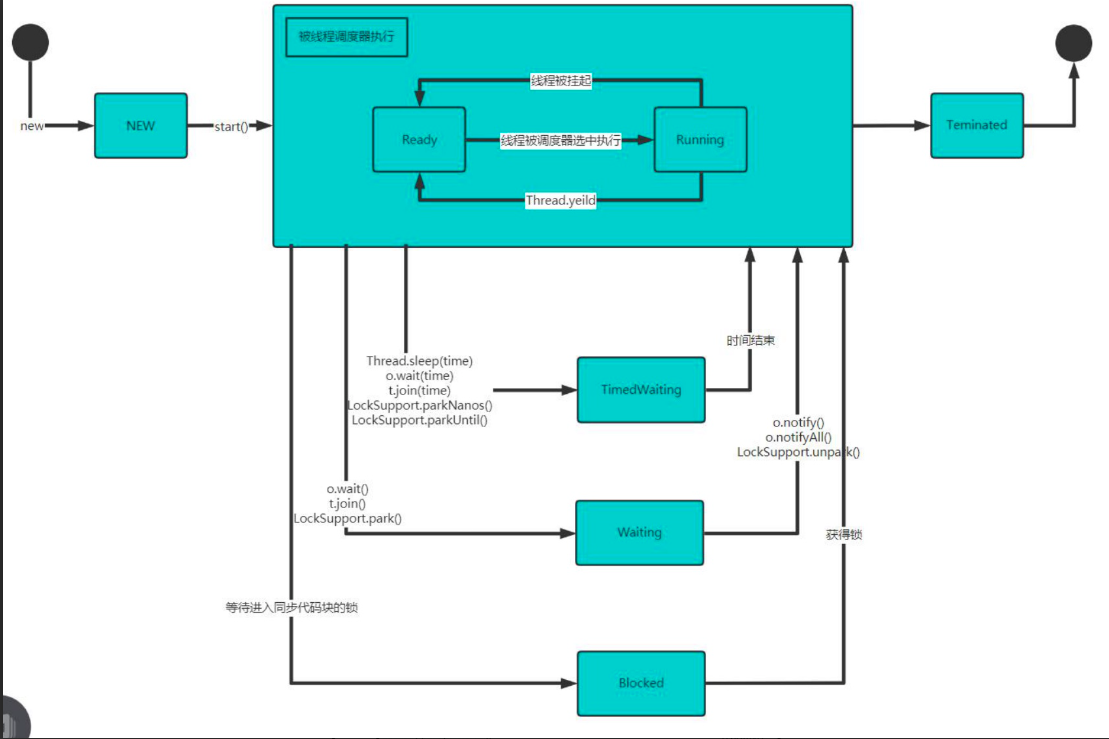 被线程调度器执行
线程被挂起
new
NEW
start()
Ready
线程被调度器选中执行
Running
Teminated
Thread.yeild
时间结束
Thread.sleep(time)
o.wait(time)
t.join(time)
LockSupport.parkNanos()
LockSupport.parkUntil()
TimedWaiting
o.notify()
o.notifyAll()
LockSupport.unpark()
o.wait()
t.join()
LockSupport.park()
Waiting
获得锁
等待进入同步代码块的锁
Blocked